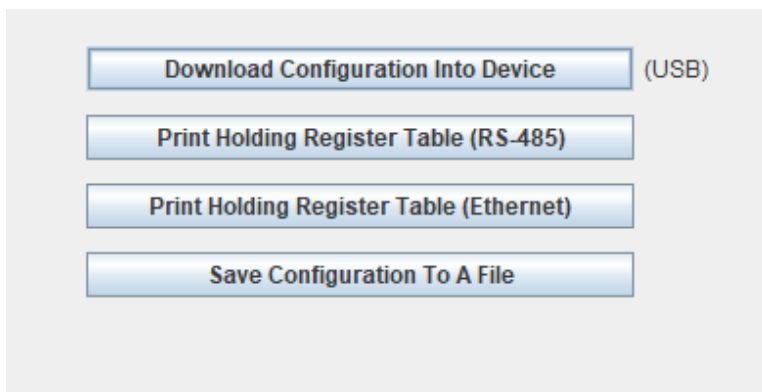 Download Configuration Into Device (USB)
Print Holding Register Table (RS-485)
Print Holding Register Table (Ethernet)
Save Configuration To A File